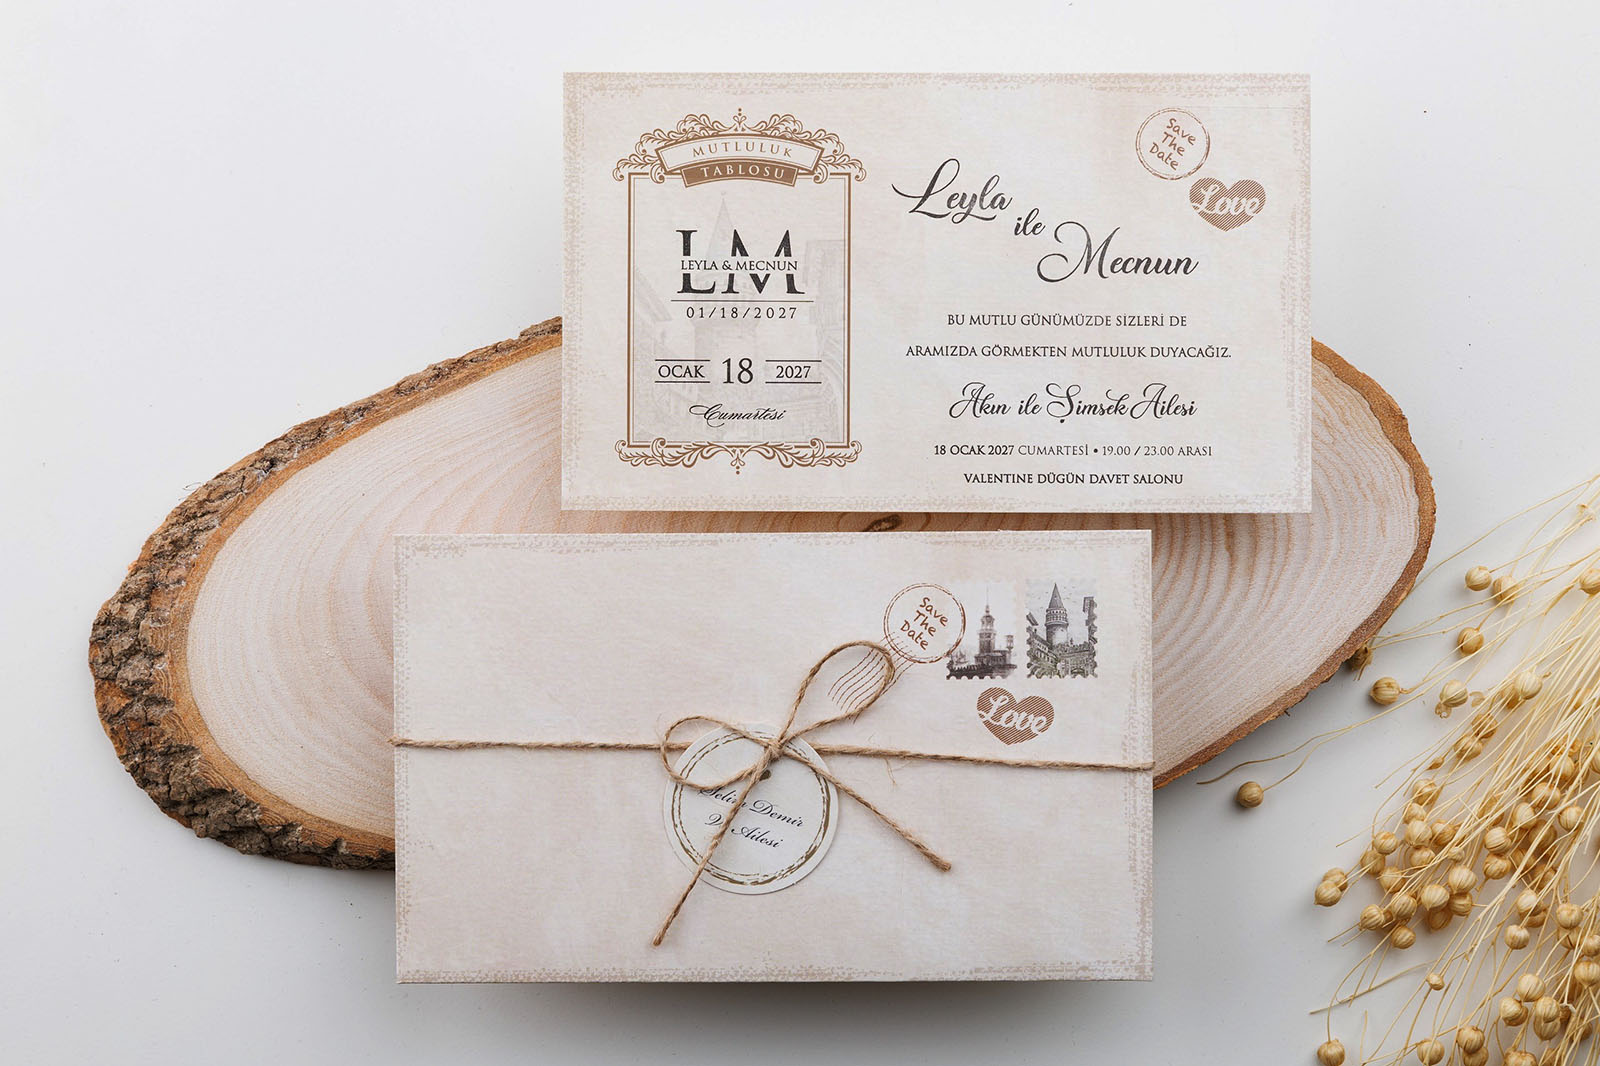 MUTLULUK
TABLOSU
LM
LEYLA & MECNUN
01/18/2027
OCAK 18 2027
Cumartesi
Save
The
Date
Love
Leyla
ile
Mecnun
BU MUTLU GÜNÜMÜZDE SİZLERİ DE
ARAMIZDA GÖRMEKTEN MUTLULUK DUYACAĞIZ.
Akın ile Şimşek Ailesi
18 OCAK 2027 CUMARTESİ • 19.00 / 23.00 ARASI
VALENTINE DÜGÜN DAVET SALONU
Save
The
Date
Love
Selim Demir
Ailesi